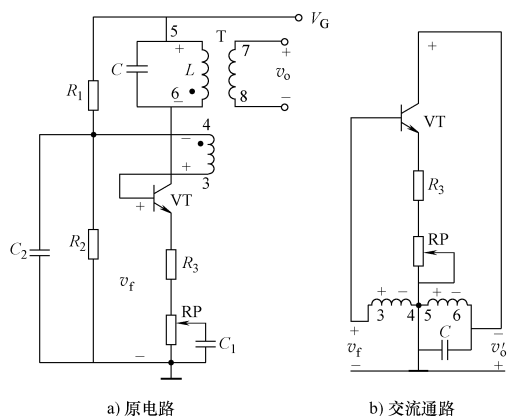 5
T
V_G
+
7
+
C
L
v_o
6
−
8
−
R_1
4
−
+
3
+
VT
C_2
R_2
v_f
R_3
RP
−
C_1
a) 原电路
+
VT
R_3
RP
+ −
+ −
3
4
5
6
+
v_f
−
C
−
v_o′
+
b) 交流通路